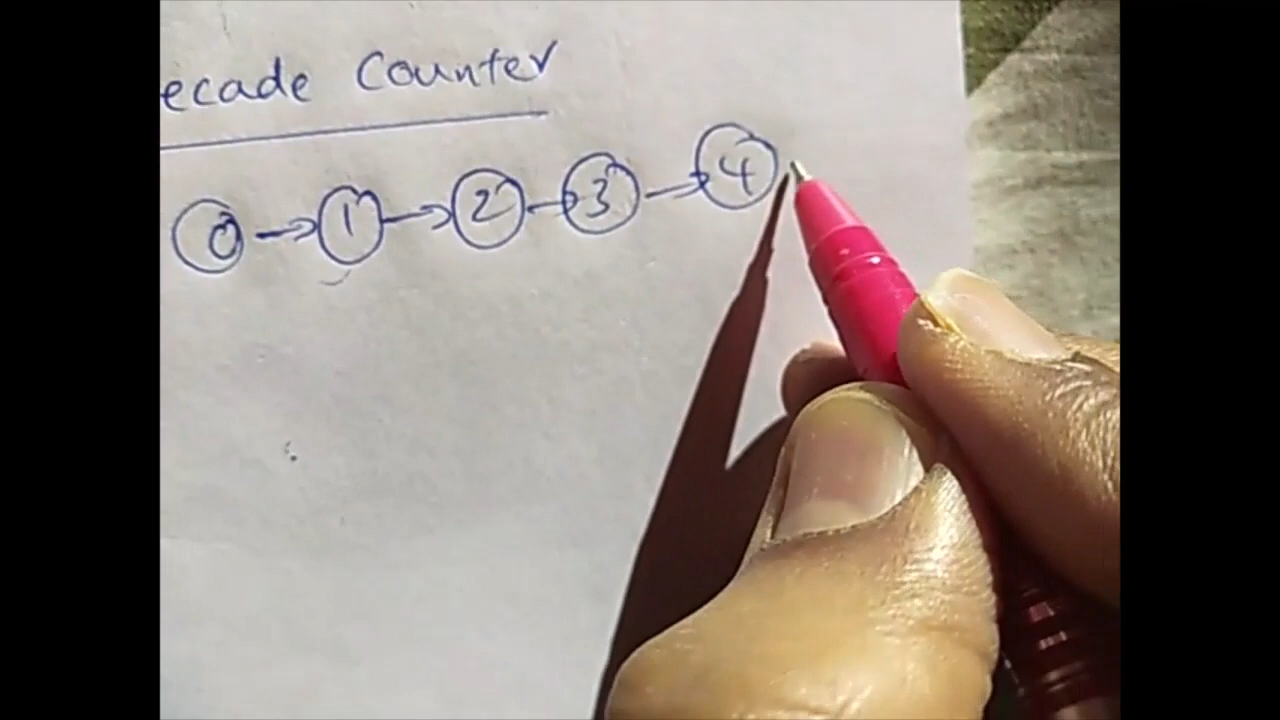 ecade Counter
0 → 1 → 2 → 3 → 4